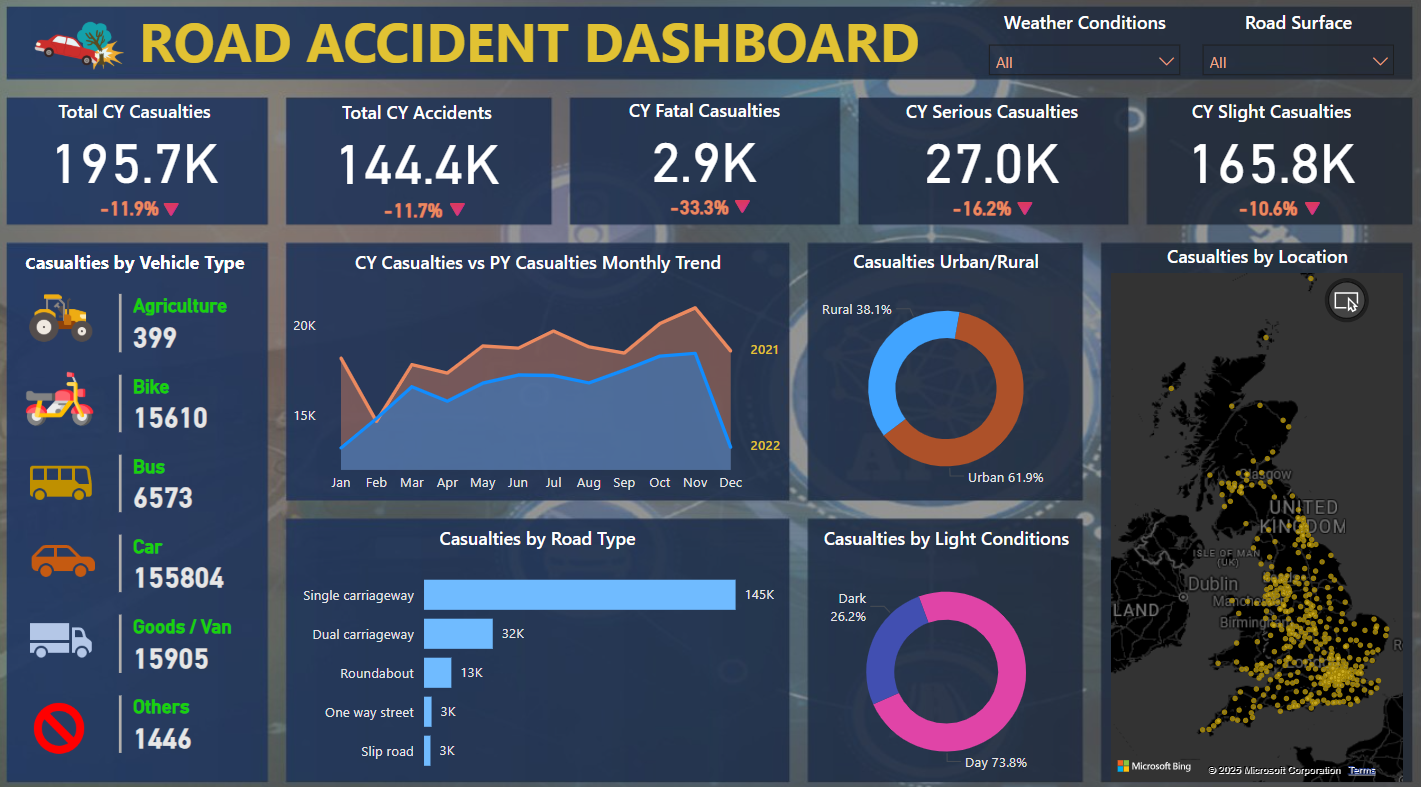 ROAD ACCIDENT DASHBOARD
Weather Conditions
All
Road Surface
All
Total CY Casualties
195.7K
-11.9%
Total CY Accidents
144.4K
-11.7%
CY Fatal Casualties
2.9K
-33.3%
CY Serious Casualties
27.0K
-16.2%
CY Slight Casualties
165.8K
-10.6%
Casualties by Vehicle Type
Agriculture
399
Bike
15610
Bus
6573
Car
155804
Goods / Van
15905
Others
1446
CY Casualties vs PY Casualties Monthly Trend
20K
15K
2021
2022
Jan Feb Mar Apr May Jun Jul Aug Sep Oct Nov Dec
Casualties by Road Type
Single carriageway 145K
Dual carriageway 32K
Roundabout 13K
One way street 3K
Slip road 3K
Casualties Urban/Rural
Rural 38.1%
Urban 61.9%
Casualties by Light Conditions
Dark
26.2%
Day 73.8%
Casualties by Location
Glasgow
UNITED
KINGDOM
ISLE OF MAN
(UK)
Dublin
LAND
Microsoft Bing
© 2025 Microsoft Corporation Terms